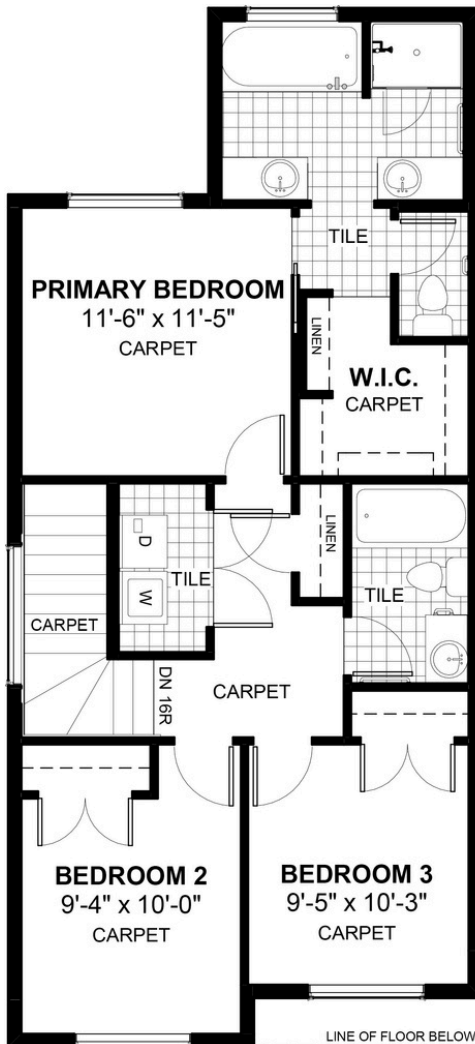 TILE
PRIMARY BEDROOM
11'-6" x 11'-5"
CARPET
LINEN
W.I.C.
CARPET
D
W
TILE
LINEN
TILE
CARPET
DN 16R
CARPET
BEDROOM 2
9'-4" x 10'-0"
CARPET
BEDROOM 3
9'-5" x 10'-3"
CARPET
LINE OF FLOOR BELOW